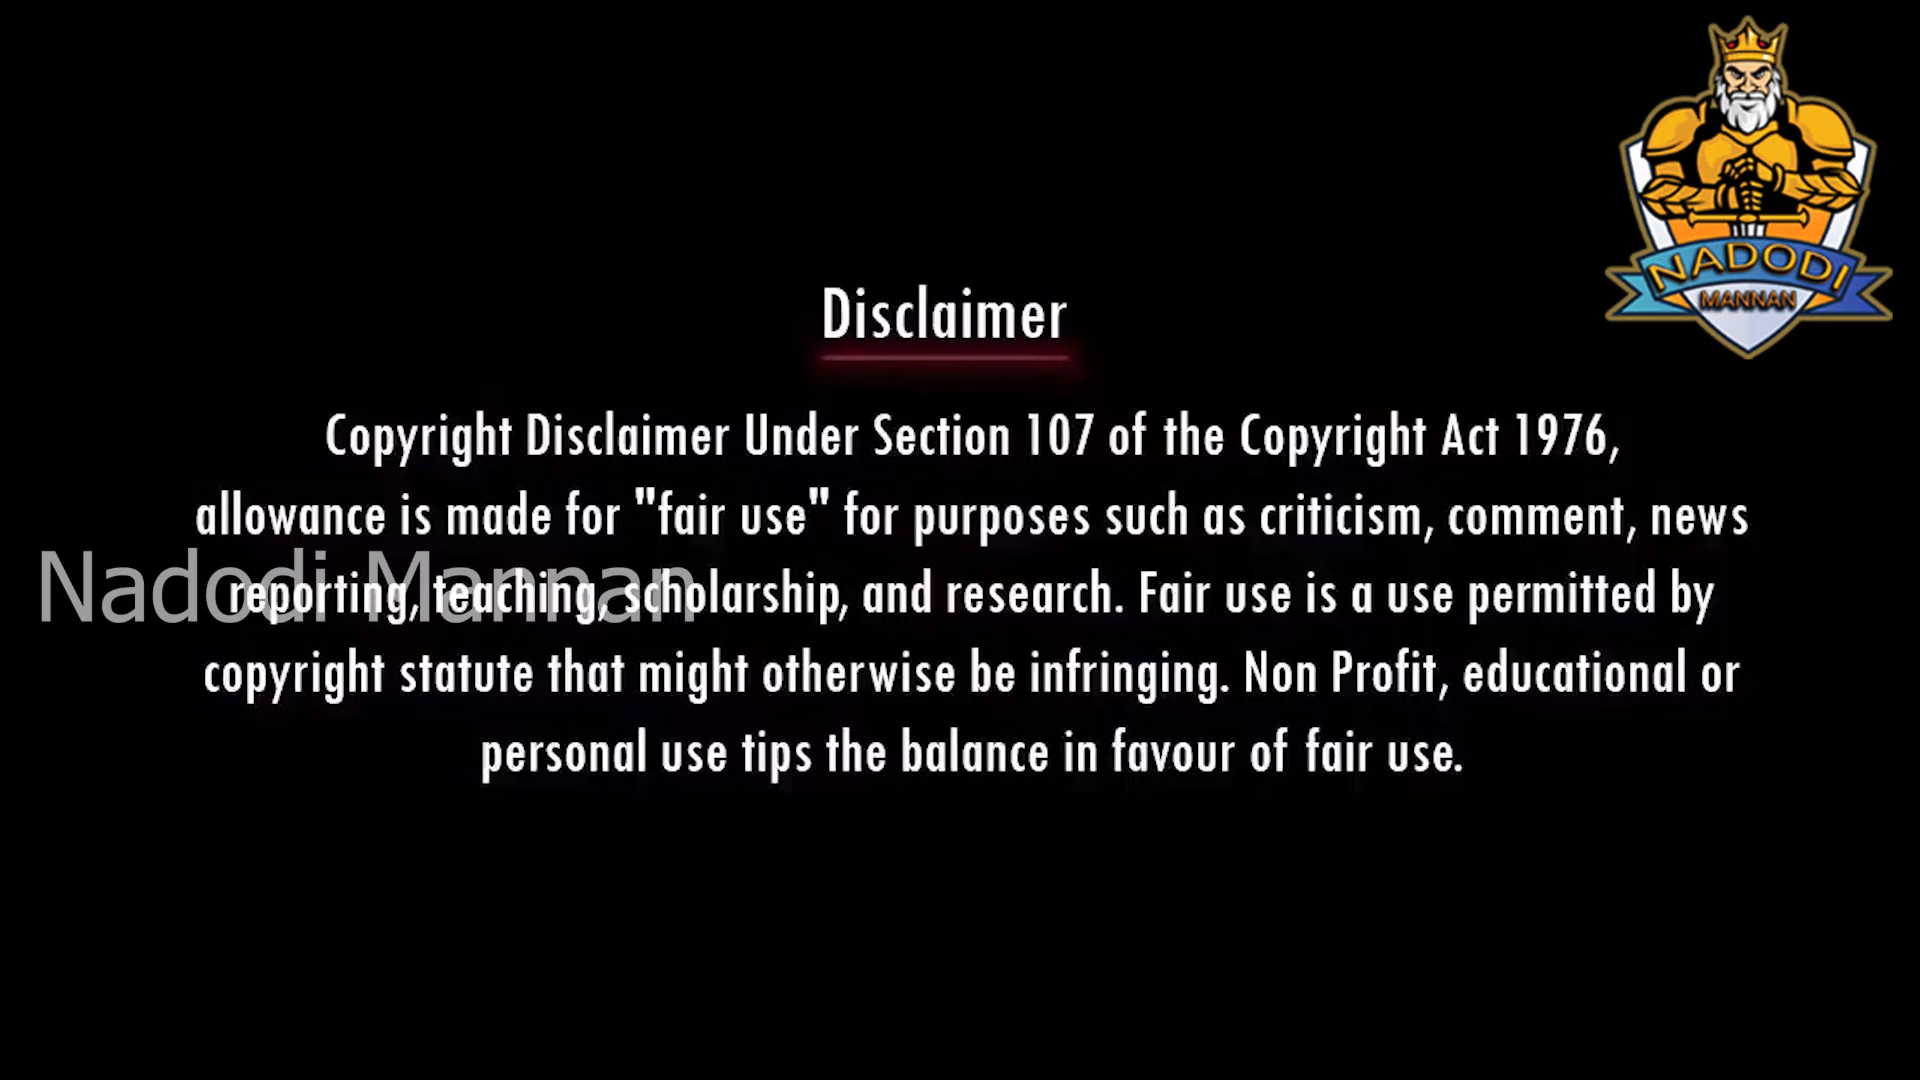 NADODI
MANNAN
Disclaimer
Copyright Disclaimer Under Section 107 of the Copyright Act 1976,
allowance is made for "fair use" for purposes such as criticism, comment, news
Nadodi Mannan
reporting, teaching, scholarship, and research. Fair use is a use permitted by
copyright statute that might otherwise be infringing. Non Profit, educational or
personal use tips the balance in favour of fair use.